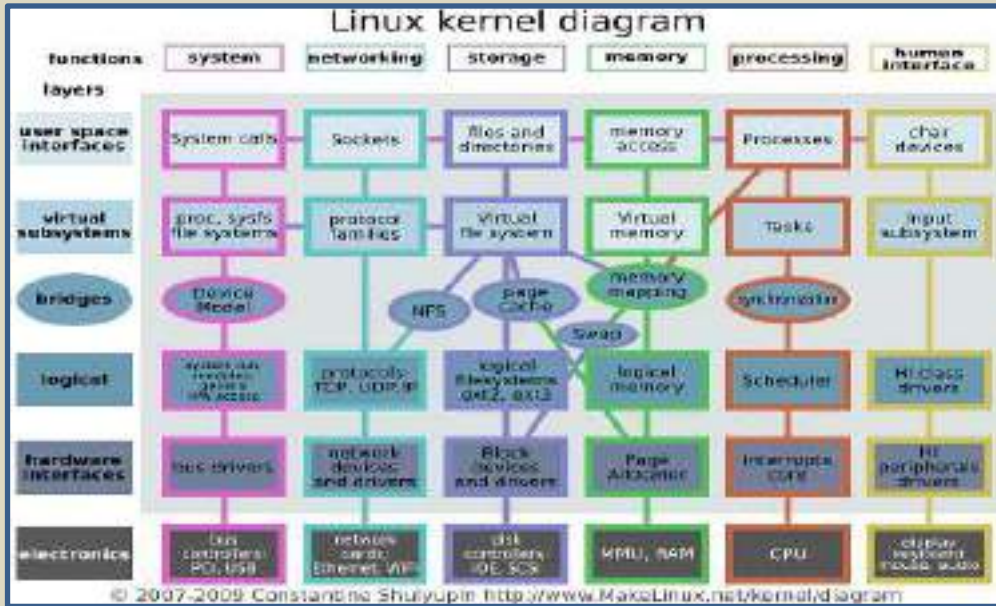 Linux kernel diagram
functions system networking storage memory processing human
interface
layers
user space
interfaces
System calls
Sockets
files and
directories
memory
access
Processes
char
devices
virtual
subsystems
proc, sysfs
file systems
protocol
families
Virtual
file system
Virtual
memory
Tasks
input
subsystem
bridges
Device
Model
NFS
page
cache
memory
mapping
Swap
synchronization
logical
protocols
TCP, UDP, IP
logical
filesystems
ext2, ext3
logical
memory
Scheduler
HI class
drivers
hardware
interfaces
bus drivers
network
devices
and drivers
Block
devices
and drivers
Page
Allocator
Interrupts
core
HI
peripherals
drivers
electronics
bus
controllers
PCI, USB
network
cards
Ethernet, WiFi
disk
controllers
IDE, SCSI
MMU, RAM
CPU
display
keyboard
mouse, audio
© 2007-2009 Constantine Shulyupin http://www.MakeLinux.net/kernel/diagram